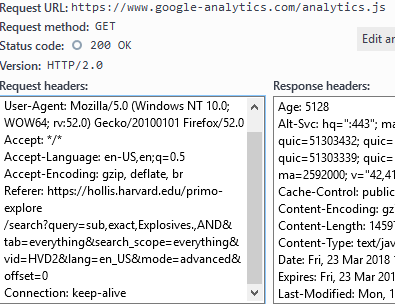 Request URL: https://www.google-analytics.com/analytics.js
Request method: GET
Status code: 200 OK
Edit an
Version: HTTP/2.0
Request headers:
User-Agent: Mozilla/5.0 (Windows NT 10.0;
WOW64; rv:52.0) Gecko/20100101 Firefox/52.0
Accept: */*
Accept-Language: en-US,en;q=0.5
Accept-Encoding: gzip, deflate, br
Referer: https://hollis.harvard.edu/primo-
explore
/search?query=sub,exact,Explosives.,AND&
tab=everything&search_scope=everything&
vid=HVD2&lang=en_US&mode=advanced&
offset=0
Connection: keep-alive
Response headers:
Age: 5128
Alt-Svc: hq=":443"; ma
quic=51303432; quic
quic=51303339; quic=
ma=2592000; v="42,41
Cache-Control: public
Content-Encoding: gz
Content-Length: 1459
Content-Type: text/jav
Date: Fri, 23 Mar 2018
Expires: Fri, 23 Mar 201
Last-Modified: Mon, 1